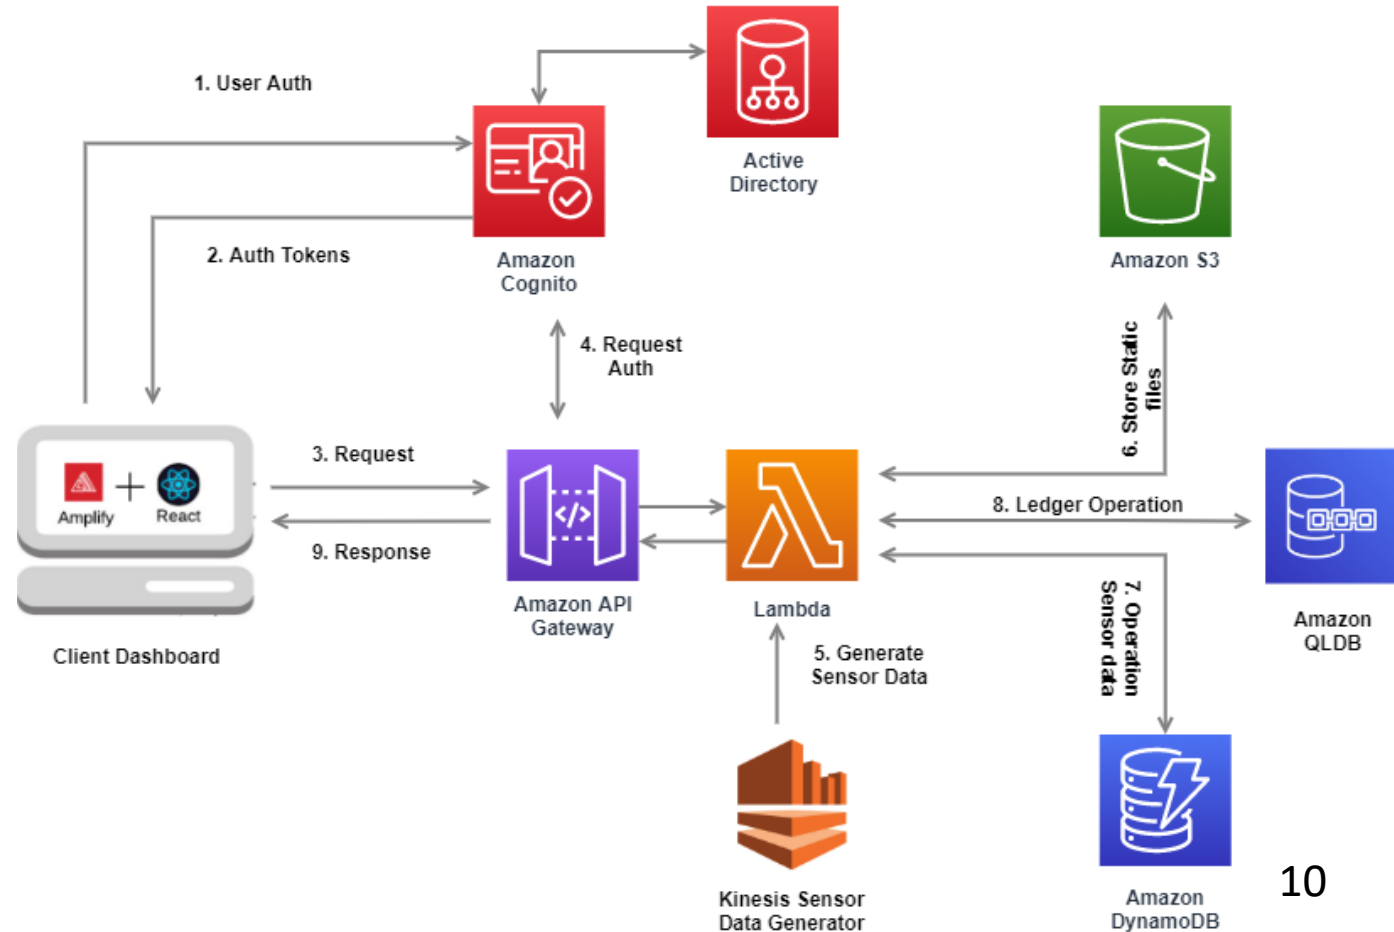 1. User Auth
Active
Directory
2. Auth Tokens
Amazon
Cognito
Amazon S3
4. Request
Auth
6. Store Static
files
3. Request
Amplify
React
8. Ledger Operation
</>
9. Response
Amazon API
Gateway
Lambda
7. Operation
Sensor data
Amazon
QLDB
Client Dashboard
5. Generate
Sensor Data
Kinesis Sensor
Data Generator
Amazon
DynamoDB
10